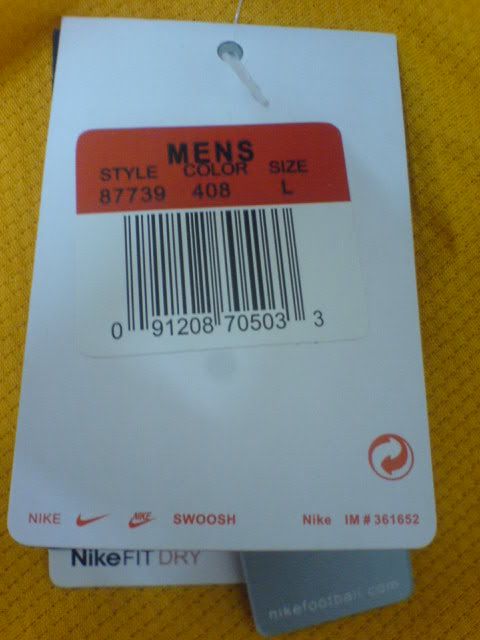 MENS
STYLE COLOR SIZE
87739 408 L
0 91208 70503 3
NIKE NIKE SWOOSH Nike IM # 361652
NikeFIT DRY
nikefootball.com